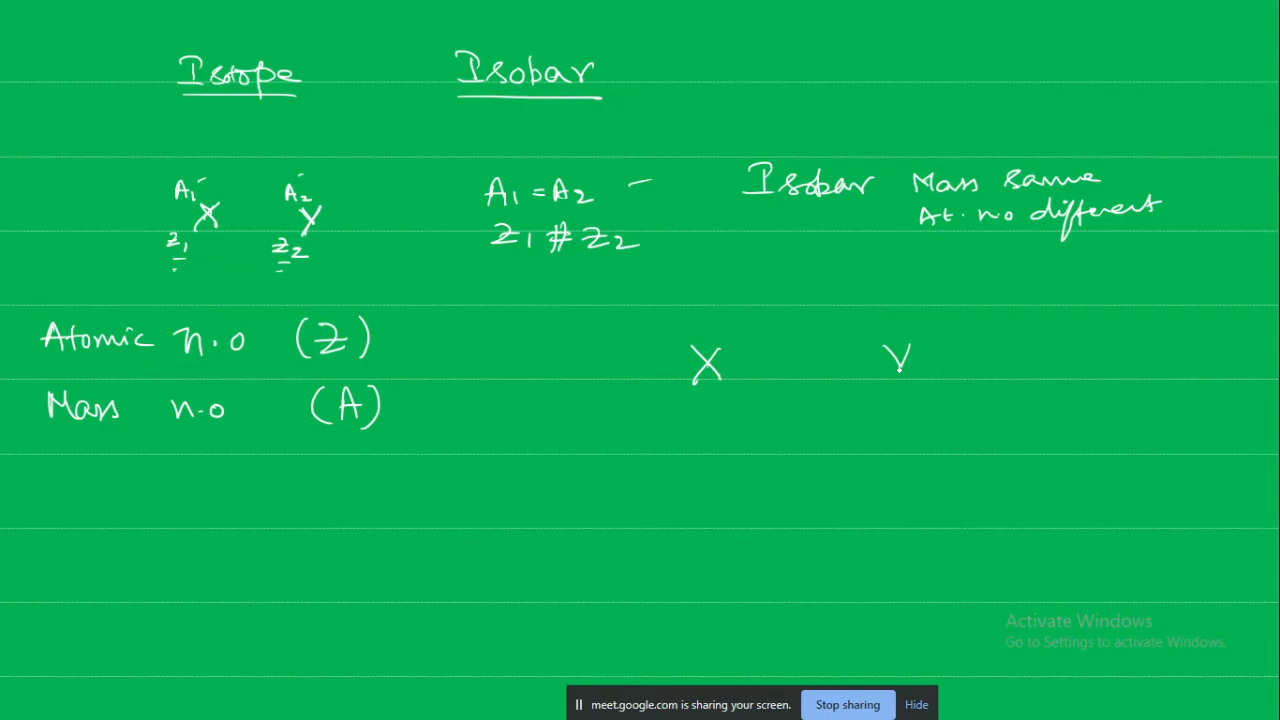 Isotope Isobar
A1 A2 A1 = A2 Isobar Mass same
X Y At. no different
Z1 Z2 Z1 # Z2
Atomic n.o (Z)
X Y
Mass n.o (A)
Activate Windows
Go to Settings to activate Windows.
meet.google.com is sharing your screen. Stop sharing Hide